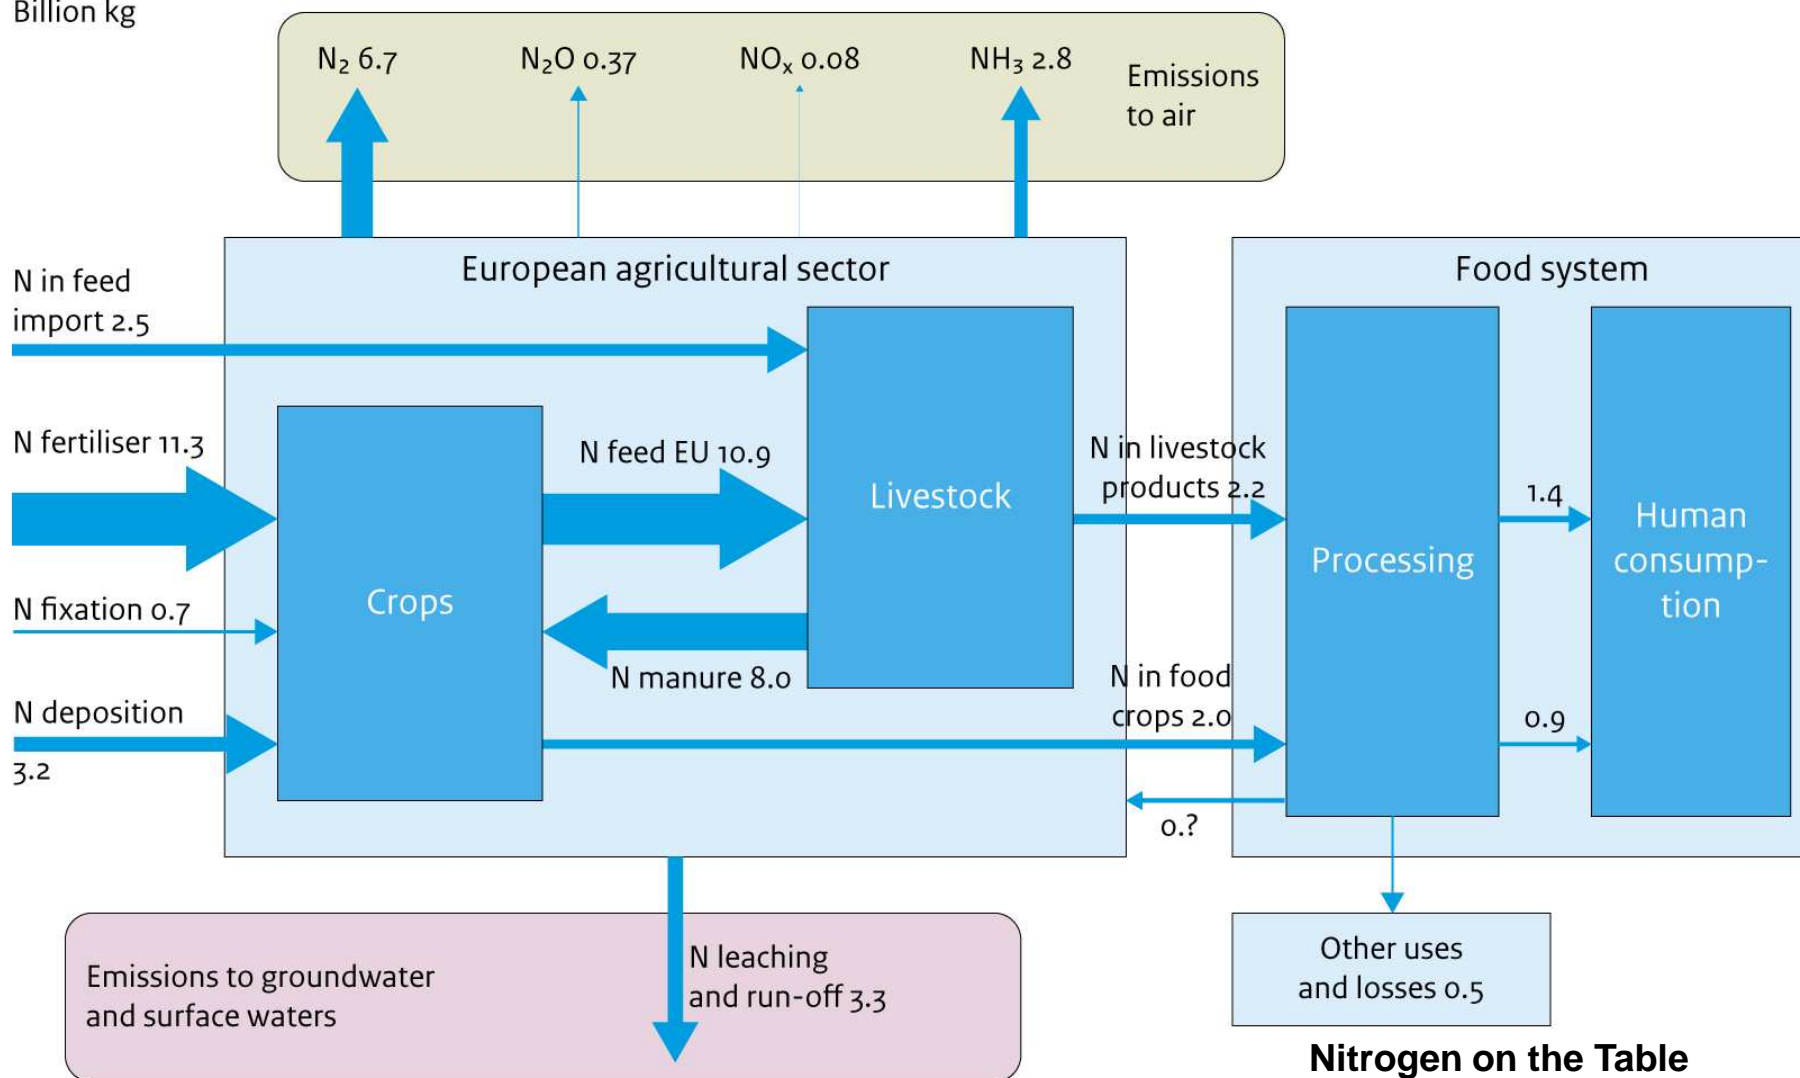 Billion kg
N₂ 6.7
N₂O 0.37
NOₓ 0.08
NH₃ 2.8
Emissions
to air
European agricultural sector
Food system
N in feed
import 2.5
N fertiliser 11.3
N feed EU 10.9
Livestock
N in livestock
products 2.2
1.4
Human
consump-
tion
Processing
Crops
N fixation 0.7
N manure 8.0
N in food
crops 2.0
0.9
N deposition
3.2
0.?
Emissions to groundwater
and surface waters
N leaching
and run-off 3.3
Other uses
and losses 0.5
Nitrogen on the Table